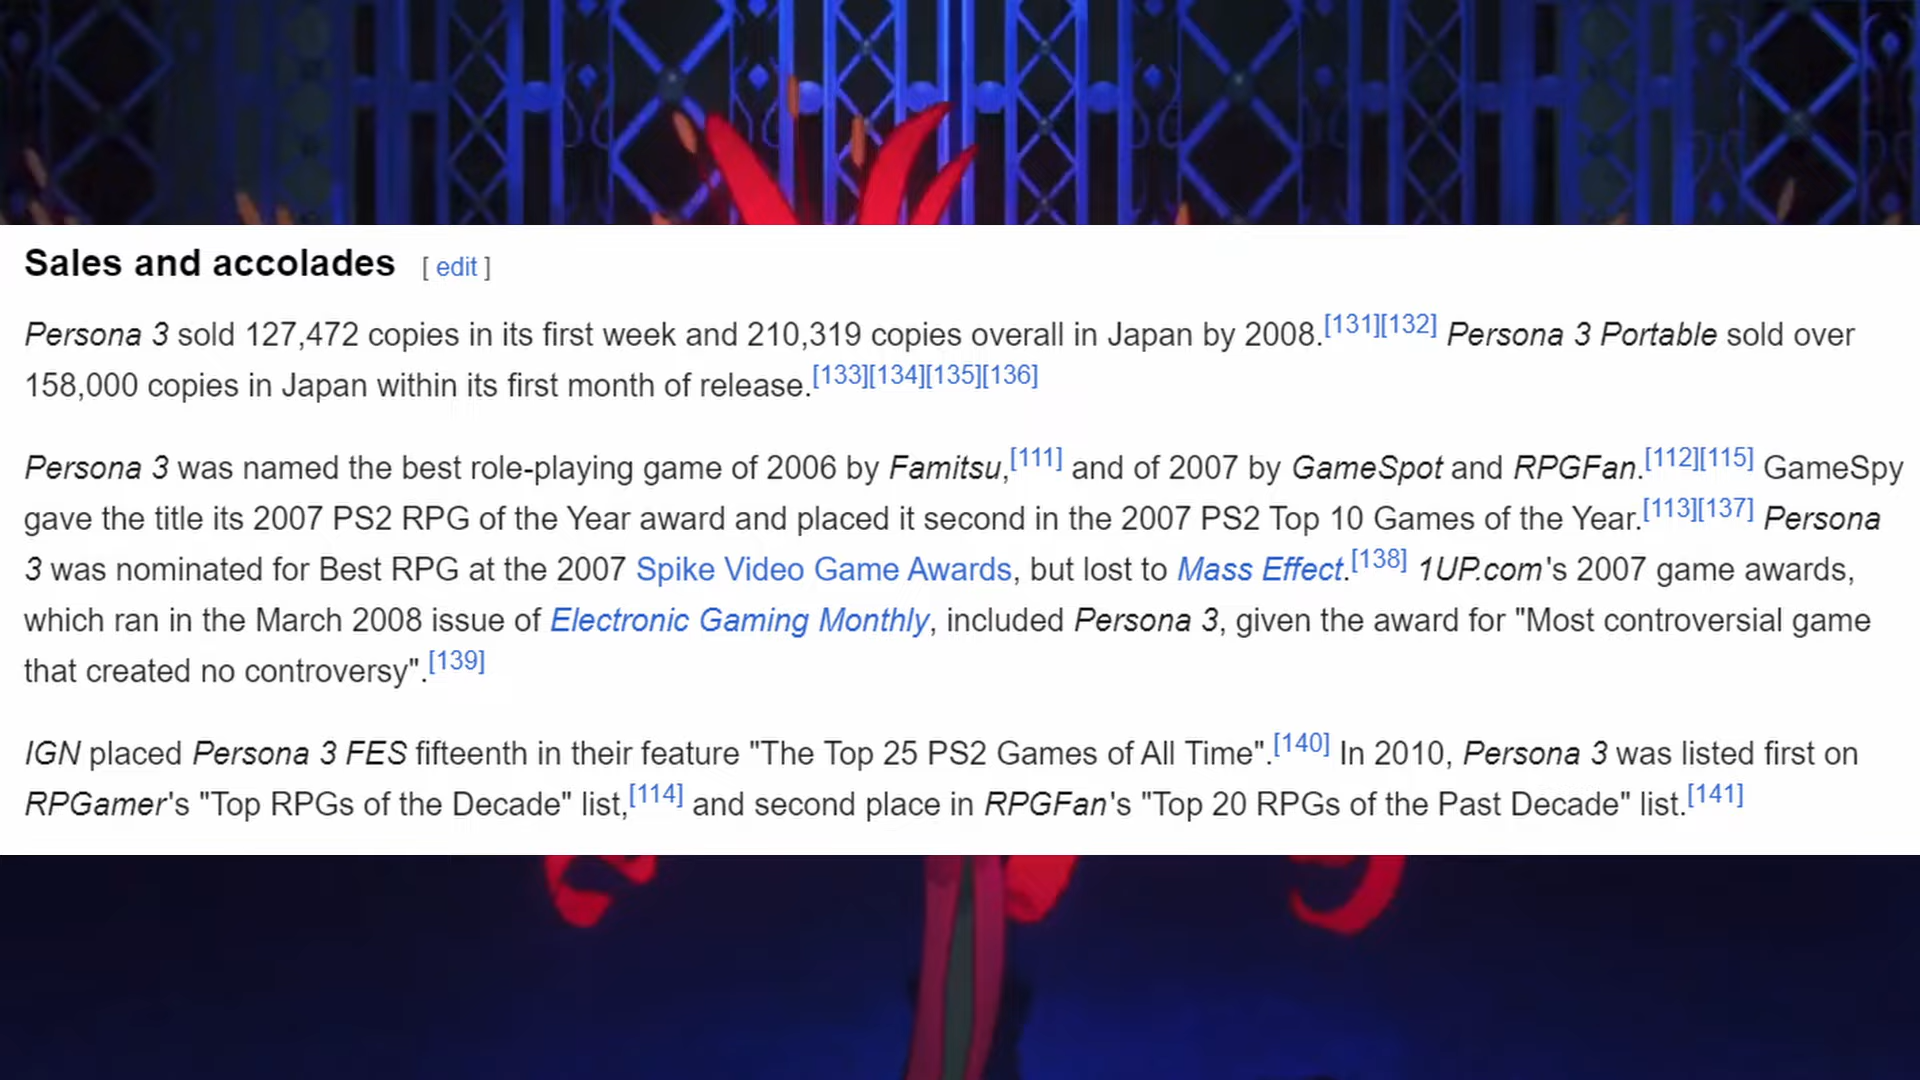 Sales and accolades [ edit ]
Persona 3 sold 127,472 copies in its first week and 210,319 copies overall in Japan by 2008.[131][132] Persona 3 Portable sold over
158,000 copies in Japan within its first month of release.[133][134][135][136]
Persona 3 was named the best role-playing game of 2006 by Famitsu,[111] and of 2007 by GameSpot and RPGFan.[112][115] GameSpy
gave the title its 2007 PS2 RPG of the Year award and placed it second in the 2007 PS2 Top 10 Games of the Year.[113][137] Persona
3 was nominated for Best RPG at the 2007 Spike Video Game Awards, but lost to Mass Effect.[138] 1UP.com's 2007 game awards,
which ran in the March 2008 issue of Electronic Gaming Monthly, included Persona 3, given the award for "Most controversial game
that created no controversy".[139]
IGN placed Persona 3 FES fifteenth in their feature "The Top 25 PS2 Games of All Time".[140] In 2010, Persona 3 was listed first on
RPGamer's "Top RPGs of the Decade" list,[114] and second place in RPGFan's "Top 20 RPGs of the Past Decade" list.[141]